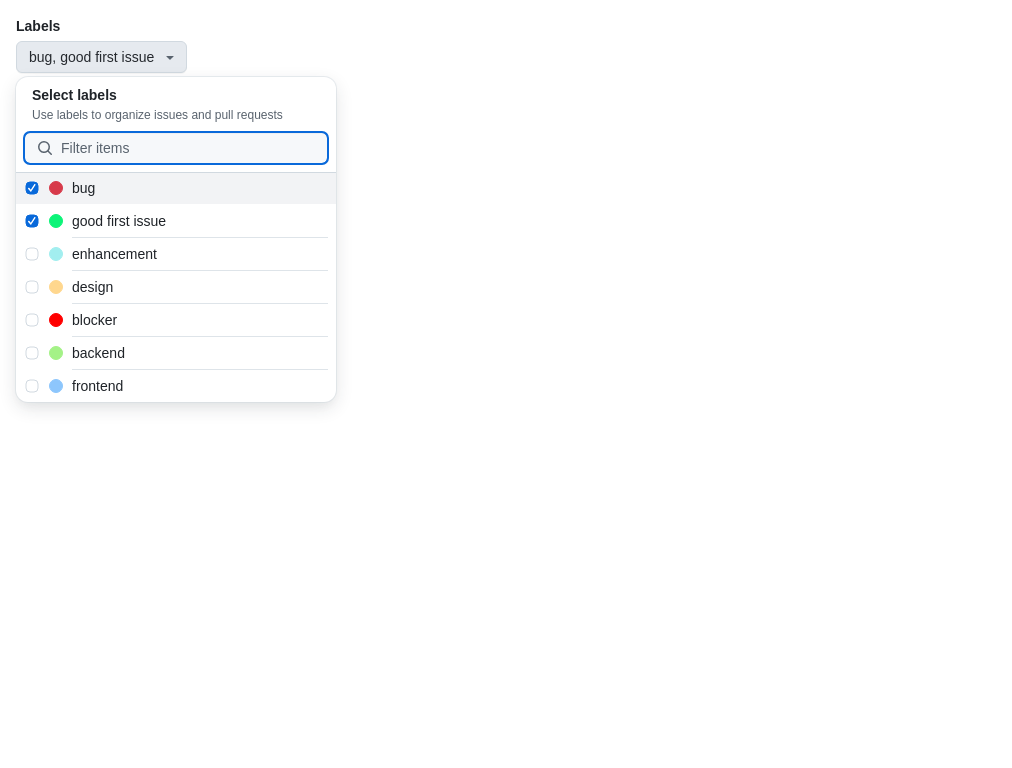 Labels
bug, good first issue
Select labels
Use labels to organize issues and pull requests
Filter items
bug
good first issue
enhancement
design
blocker
backend
frontend